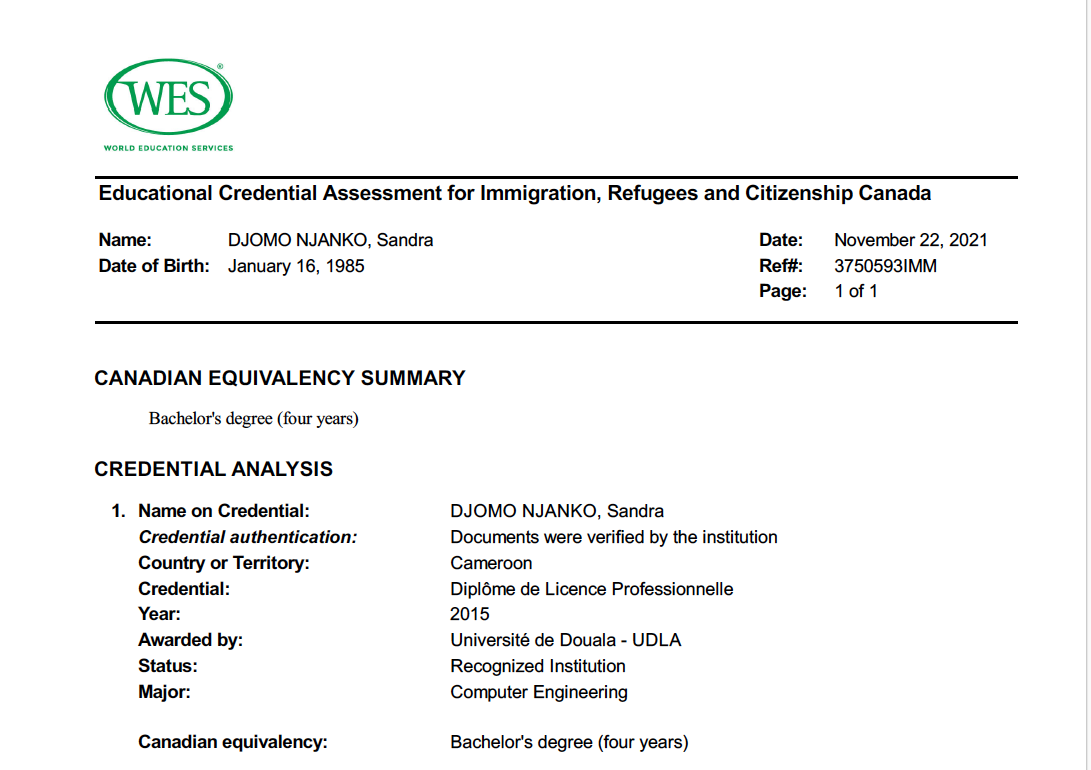 WES®
WORLD EDUCATION SERVICES
Educational Credential Assessment for Immigration, Refugees and Citizenship Canada
Name: DJOMO NJANKO, Sandra Date: November 22, 2021
Date of Birth: January 16, 1985 Ref#: 3750593IMM
Page: 1 of 1
CANADIAN EQUIVALENCY SUMMARY
Bachelor's degree (four years)
CREDENTIAL ANALYSIS
1. Name on Credential: DJOMO NJANKO, Sandra
Credential authentication: Documents were verified by the institution
Country or Territory: Cameroon
Credential: Diplôme de Licence Professionnelle
Year: 2015
Awarded by: Université de Douala - UDLA
Status: Recognized Institution
Major: Computer Engineering
Canadian equivalency: Bachelor's degree (four years)